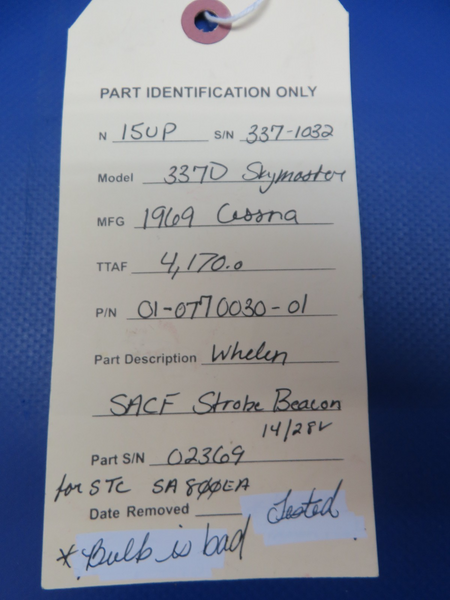 PART IDENTIFICATION ONLY
N 15UP S/N 337-1032
Model 337D Skymaster
MFG 1969 Cessna
TTAF 4,170.0
P/N 01-0770030-01
Part Description Whelen
SACF Strobe Beacon
14/28V
Part S/N 02369
for STC SA800EA
Date Removed Tested
* Bulb is bad